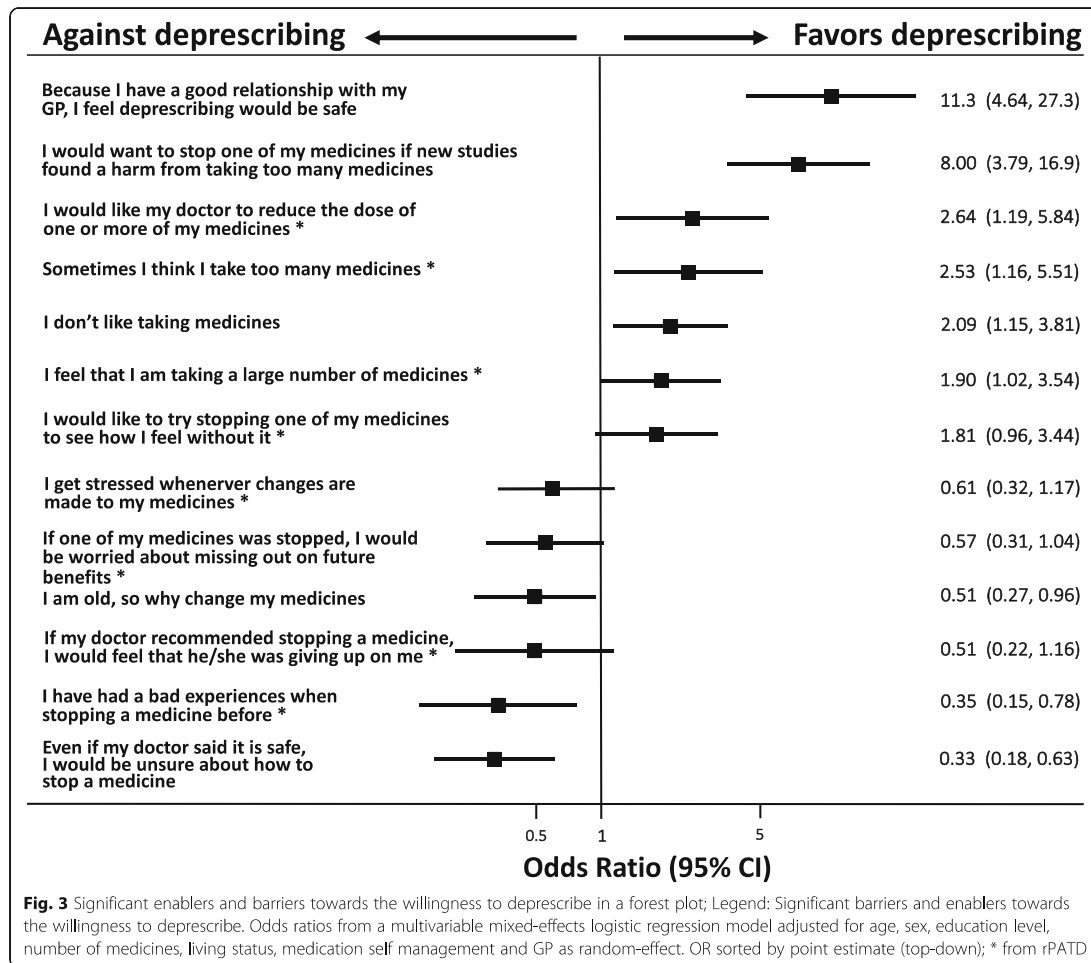 Against deprescribing
Favors deprescribing
Because I have a good relationship with my
GP, I feel deprescribing would be safe
11.3 (4.64, 27.3)
I would want to stop one of my medicines if new studies
found a harm from taking too many medicines
8.00 (3.79, 16.9)
I would like my doctor to reduce the dose of
one or more of my medicines *
2.64 (1.19, 5.84)
Sometimes I think I take too many medicines *
2.53 (1.16, 5.51)
I don't like taking medicines
2.09 (1.15, 3.81)
I feel that I am taking a large number of medicines *
1.90 (1.02, 3.54)
I would like to try stopping one of my medicines
to see how I feel without it *
1.81 (0.96, 3.44)
I get stressed whenerver changes are
made to my medicines *
0.61 (0.32, 1.17)
If one of my medicines was stopped, I would
be worried about missing out on future
benefits *
0.57 (0.31, 1.04)
I am old, so why change my medicines
0.51 (0.27, 0.96)
If my doctor recommended stopping a medicine,
I would feel that he/she was giving up on me *
0.51 (0.22, 1.16)
I have had a bad experiences when
stopping a medicine before *
0.35 (0.15, 0.78)
Even if my doctor said it is safe,
I would be unsure about how to
stop a medicine
0.33 (0.18, 0.63)
0.5 1 5
Odds Ratio (95% CI)
Fig. 3 Significant enablers and barriers towards the willingness to deprescribe in a forest plot; Legend: Significant barriers and enablers towards
the willingness to deprescribe. Odds ratios from a multivariable mixed-effects logistic regression model adjusted for age, sex, education level,
number of medicines, living status, medication self management and GP as random-effect. OR sorted by point estimate (top-down); * from rPATD